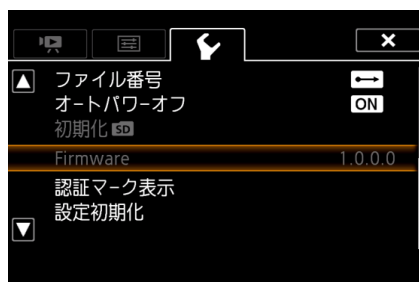 ファイル番号
オートパワーオフ ON
初期化 SD
Firmware 1.0.0.0
認証マーク表示
設定初期化